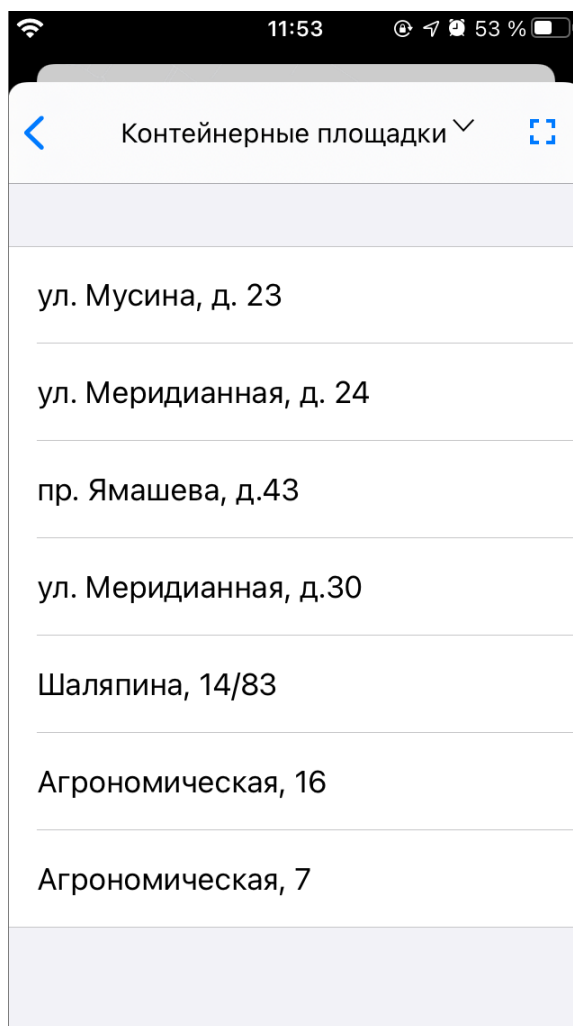 11:53 53 %
Контейнерные площадки
ул. Мусина, д. 23
ул. Меридианная, д. 24
пр. Ямашева, д.43
ул. Меридианная, д.30
Шаляпина, 14/83
Агрономическая, 16
Агрономическая, 7